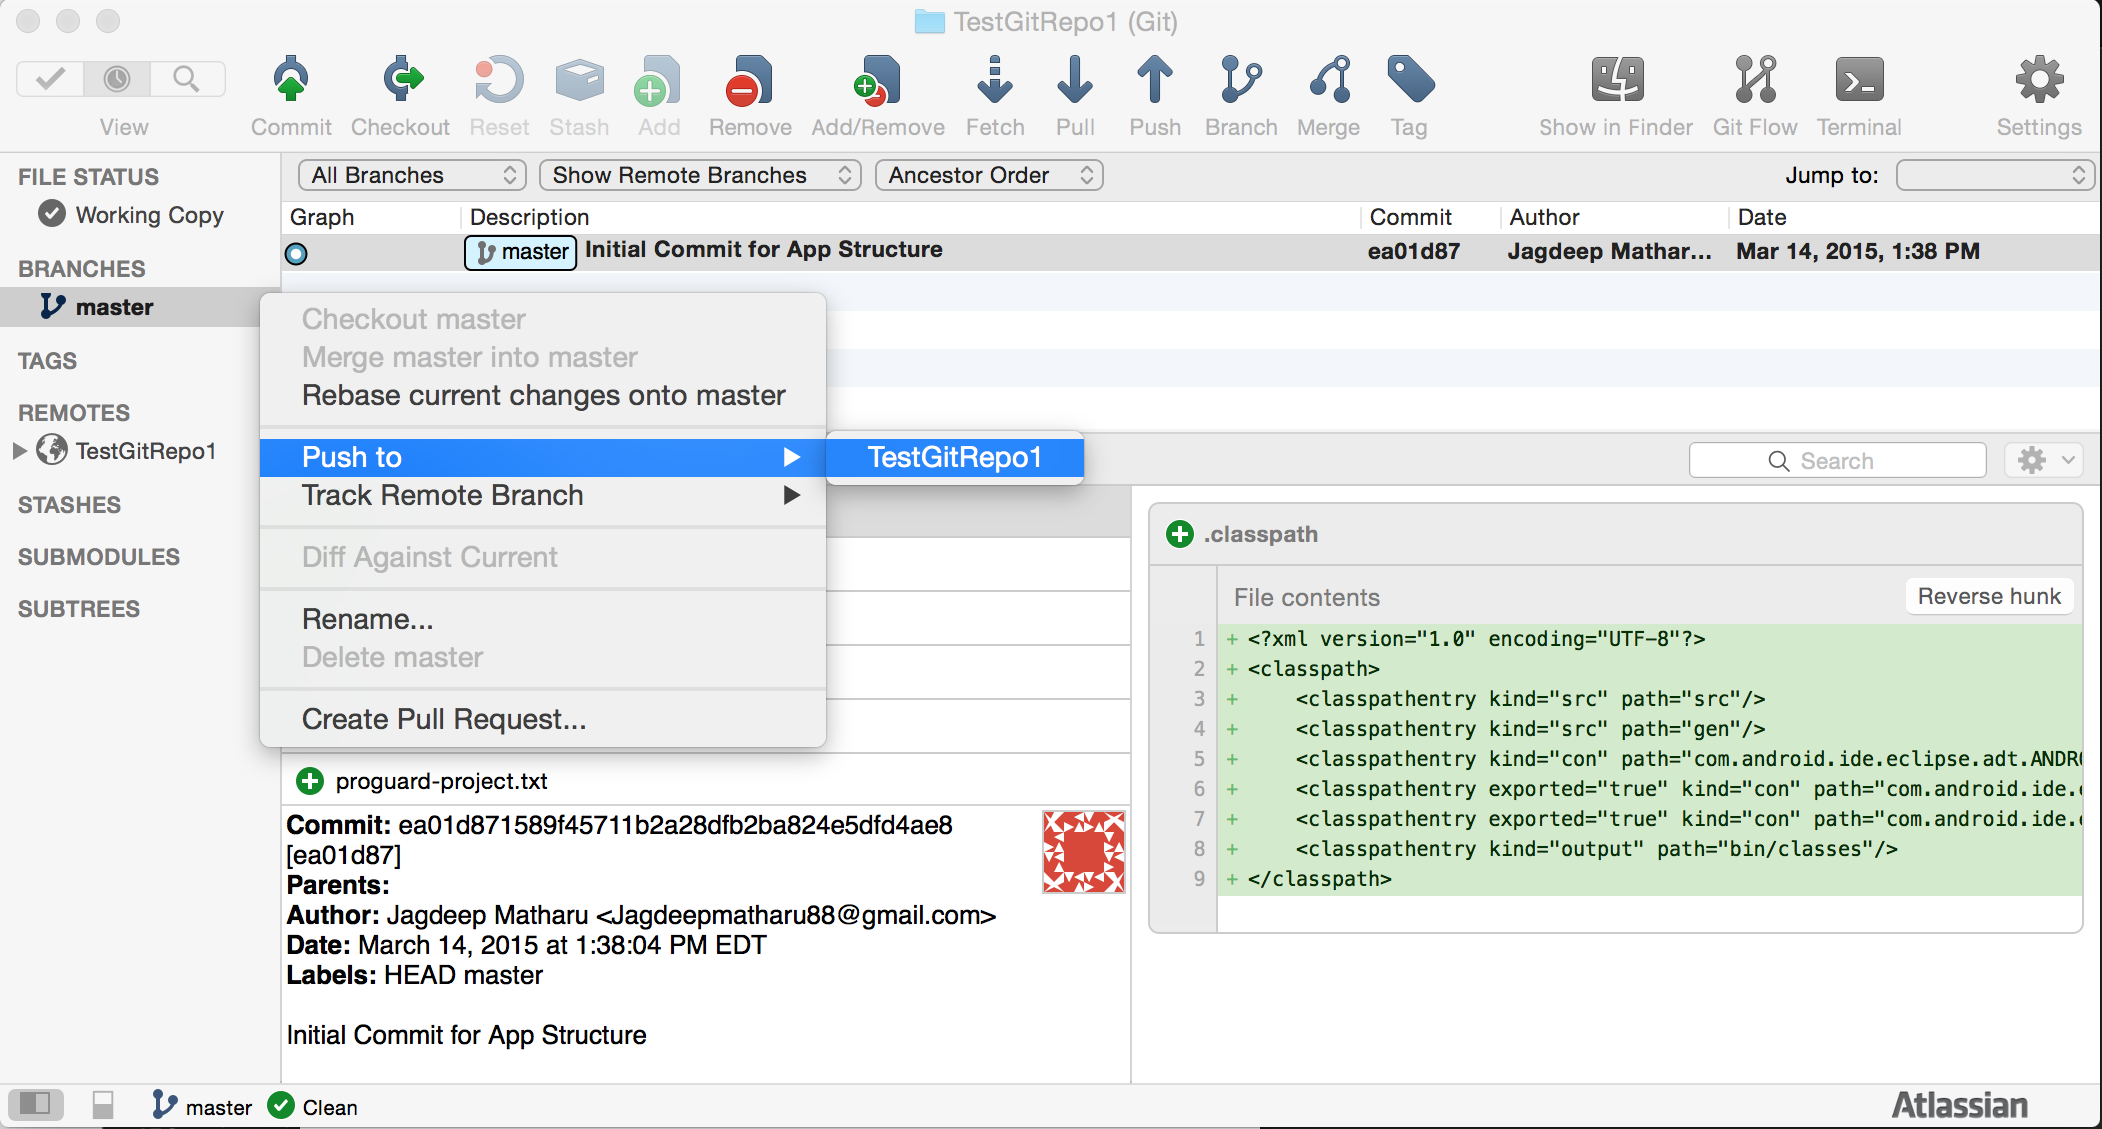 TestGitRepo1 (Git)
View
Commit
Checkout
Reset
Stash
Add
Remove
Add/Remove
Fetch
Pull
Push
Branch
Merge
Tag
Show in Finder
Git Flow
Terminal
Settings
FILE STATUS
Working Copy
BRANCHES
master
TAGS
REMOTES
TestGitRepo1
STASHES
SUBMODULES
SUBTREES
All Branches
Show Remote Branches
Ancestor Order
Jump to:
Graph Description Commit Author Date
master Initial Commit for App Structure ea01d87 Jagdeep Mathar... Mar 14, 2015, 1:38 PM
Checkout master
Merge master into master
Rebase current changes onto master
Push to
TestGitRepo1
Track Remote Branch
Diff Against Current
Rename...
Delete master
Create Pull Request...
Search
proguard-project.txt
Commit: ea01d871589f45711b2a28dfb2ba824e5dfd4ae8
[ea01d87]
Parents:
Author: Jagdeep Matharu <Jagdeepmatharu88@gmail.com>
Date: March 14, 2015 at 1:38:04 PM EDT
Labels: HEAD master
Initial Commit for App Structure
.classpath
File contents
Reverse hunk
1 + <?xml version="1.0" encoding="UTF-8"?>
2 + <classpath>
3 + <classpathentry kind="src" path="src"/>
4 + <classpathentry kind="src" path="gen"/>
5 + <classpathentry kind="con" path="com.android.ide.eclipse.adt.ANDR
6 + <classpathentry exported="true" kind="con" path="com.android.ide.
7 + <classpathentry exported="true" kind="con" path="com.android.ide.
8 + <classpathentry kind="output" path="bin/classes"/>
9 + </classpath>
master
Clean
Atlassian